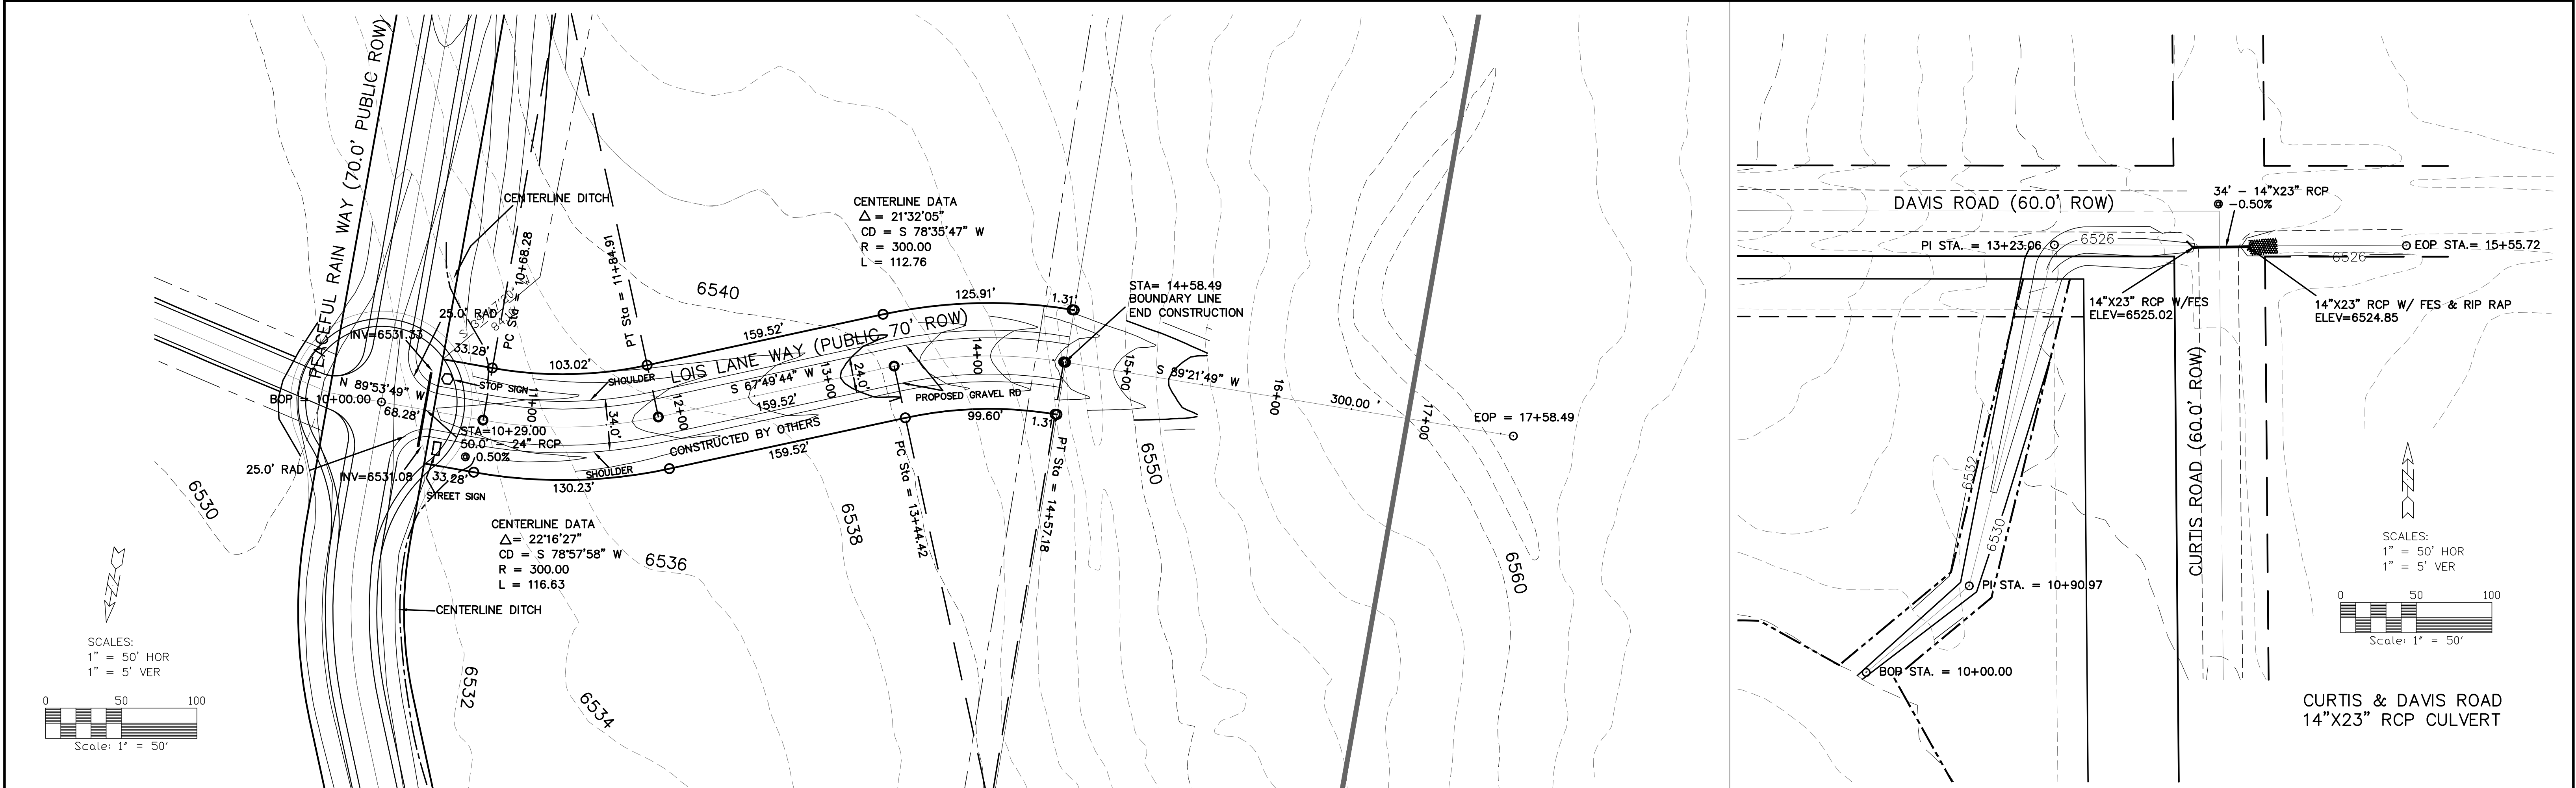 PEACEFUL RAIN WAY (70.0' PUBLIC ROW)
CENTERLINE DITCH
PC Sta = 10+68.28
PT Sta = 11+84.91
25.0' RAD
INV=6531.33
33.28'
STOP SIGN
N 89°53'49" W
BOP = 10+00.00
68.28'
11+00
STA=10+29.00
50.0' - 24" RCP
@ 0.50%
25.0' RAD
INV=6531.08
33.28'
STREET SIGN
103.02'
159.52'
125.91'
1.31'
LOIS LANE WAY (PUBLIC 70' ROW)
SHOULDER
S 67°49'44" W
13+00
24.0'
14+00
PROPOSED GRAVEL RD
159.52'
12+00
34.0'
CONSTRUCTED BY OTHERS
SHOULDER
130.23'
159.52'
99.60'
1.31'
CENTERLINE DATA
Δ = 21°32'05"
CD = S 78°35'47" W
R = 300.00
L = 112.76
STA= 14+58.49
BOUNDARY LINE
END CONSTRUCTION
15+00
S 89°21'49" W
16+00
300.00 '
17+00
EOP = 17+58.49
PC Sta = 13+44.42
PT Sta = 14+57.18
CENTERLINE DATA
Δ= 22°16'27"
CD = S 78°57'58" W
R = 300.00
L = 116.63
CENTERLINE DITCH
6530
6532
6534
6536
6538
6540
6550
6560
SCALES:
1" = 50' HOR
1" = 5' VER
0 50 100
Scale: 1" = 50'
DAVIS ROAD (60.0' ROW)
34' - 14"X23" RCP
@ -0.50%
PI STA. = 13+23.06
6526
EOP STA.= 15+55.72
6526
14"X23" RCP W/FES
ELEV=6525.02
14"X23" RCP W/ FES & RIP RAP
ELEV=6524.85
CURTIS ROAD (60.0' ROW)
6532
6530
PI STA. = 10+90.97
BOP STA. = 10+00.00
SCALES:
1" = 50' HOR
1" = 5' VER
0 50 100
Scale: 1" = 50'
CURTIS & DAVIS ROAD
14"X23" RCP CULVERT